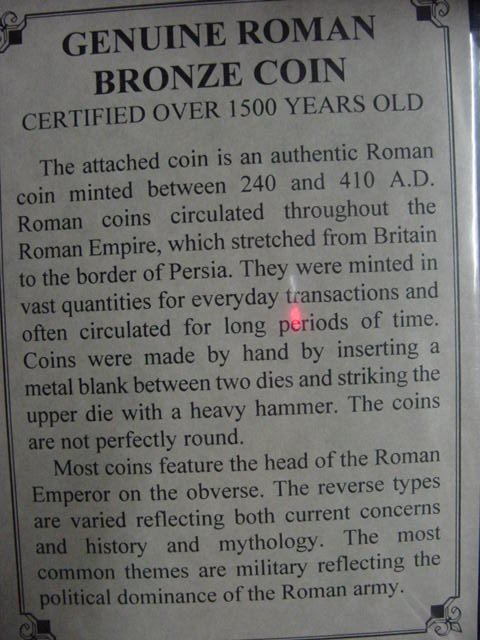 GENUINE ROMAN
BRONZE COIN
CERTIFIED OVER 1500 YEARS OLD
The attached coin is an authentic Roman
coin minted between 240 and 410 A.D.
Roman coins circulated throughout the
Roman Empire, which stretched from Britain
to the border of Persia. They were minted in
vast quantities for everyday transactions and
often circulated for long periods of time.
Coins were made by hand by inserting a
metal blank between two dies and striking the
upper die with a heavy hammer. The coins
are not perfectly round.
Most coins feature the head of the Roman
Emperor on the obverse. The reverse types
are varied reflecting both current concerns
and history and mythology. The most
common themes are military reflecting the
political dominance of the Roman army.